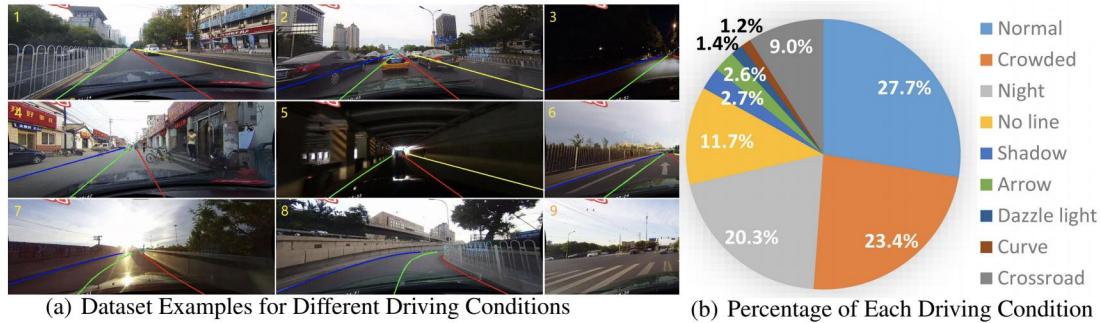 1
2
3
4
5
6
7
8
9
1.2%
1.4%
9.0%
2.6%
2.7%
27.7%
11.7%
20.3%
23.4%
Normal
Crowded
Night
No line
Shadow
Arrow
Dazzle light
Curve
Crossroad
(a) Dataset Examples for Different Driving Conditions
(b) Percentage of Each Driving Condition